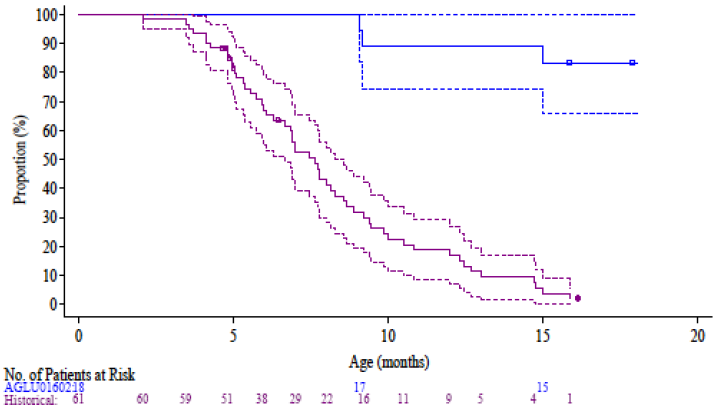 100
90
80
70
60
50
40
30
20
10
0
Proportion (%)
0 5 10 15 20
Age (months)
No. of Patients at Risk
AGLU01602:18 17 15
Historical: 61 60 59 51 38 29 22 16 11 9 5 4 1